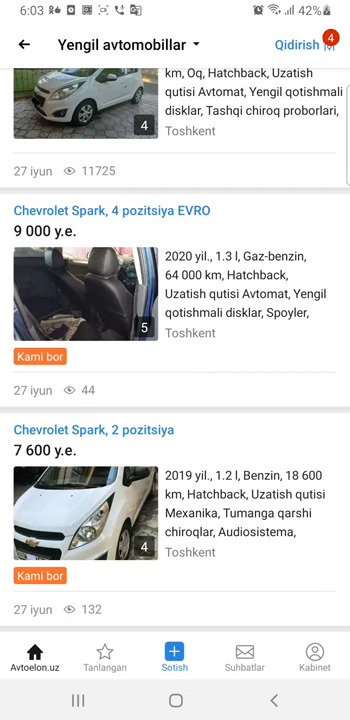 6:03
42%
Yengil avtomobillar
Qidirish
4
km, Oq, Hatchback, Uzatish
qutisi Avtomat, Yengil qotishmali
disklar, Tashqi chiroq proborlari,
4
Toshkent
27 iyun 11725
Chevrolet Spark, 4 pozitsiya EVRO
9 000 y.e.
2020 yil., 1.3 l, Gaz-benzin,
64 000 km, Hatchback,
Uzatish qutisi Avtomat, Yengil
qotishmali disklar, Spoyler,
5
Toshkent
Kami bor
27 iyun 44
Chevrolet Spark, 2 pozitsiya
7 600 y.e.
2019 yil., 1.2 l, Benzin, 18 600
km, Hatchback, Uzatish qutisi
Mexanika, Tumanga qarshi
chiroqlar, Audiosistema,
4
Toshkent
Kami bor
27 iyun 132
Avtoelon.uz Tanlangan Sotish Suhbatlar Kabinet